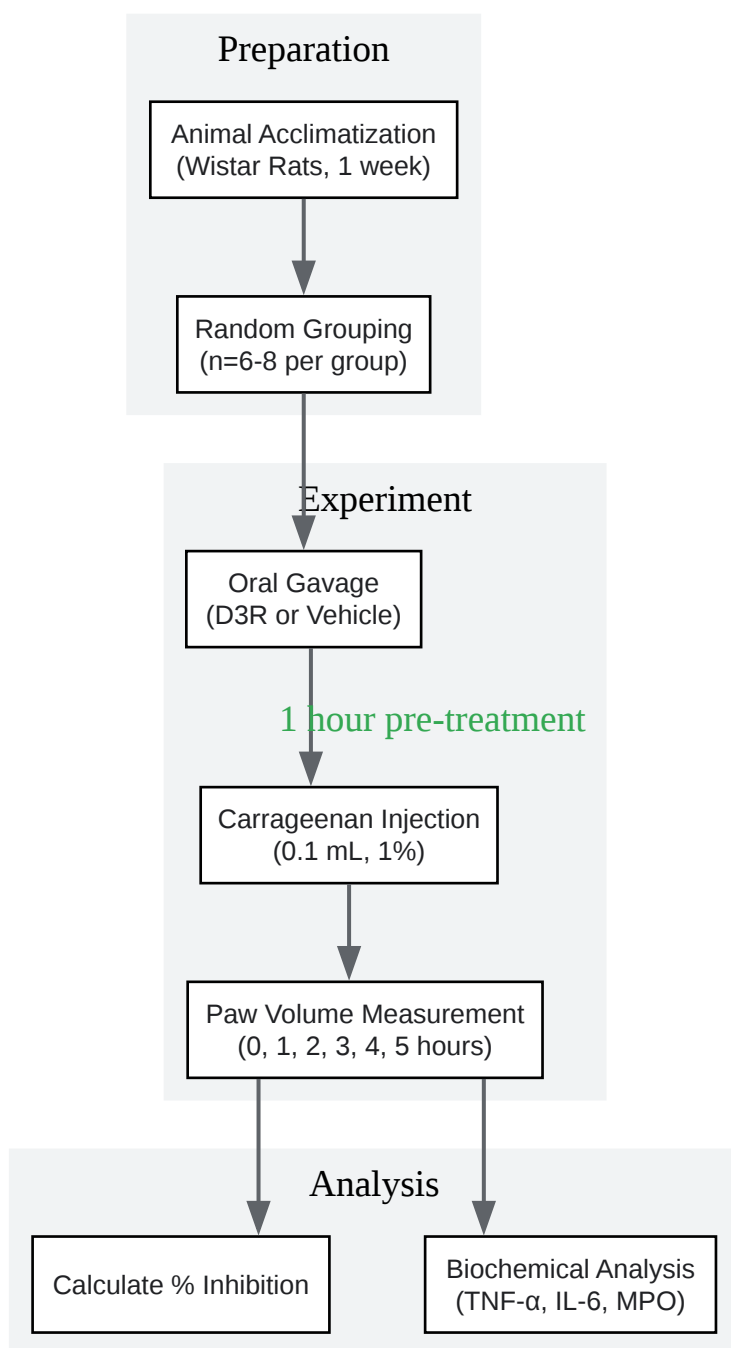 Preparation
Animal Acclimatization
(Wistar Rats, 1 week)
Random Grouping
(n=6-8 per group)
Experiment
Oral Gavage
(D3R or Vehicle)
1 hour pre-treatment
Carrageenan Injection
(0.1 mL, 1%)
Paw Volume Measurement
(0, 1, 2, 3, 4, 5 hours)
Analysis
Calculate % Inhibition
Biochemical Analysis
(TNF-α, IL-6, MPO)